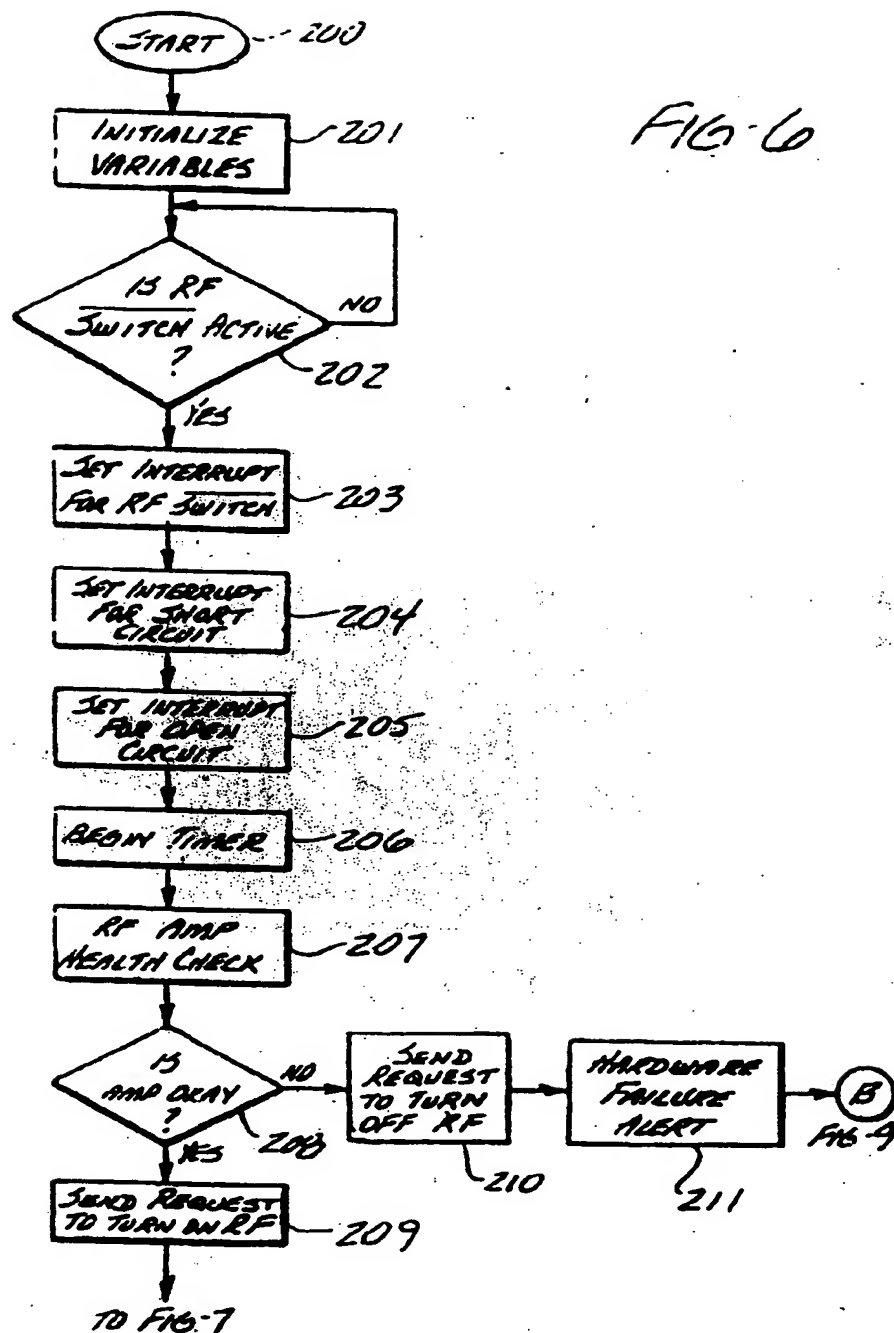 START
200
FIG-6
INITIALIZE
VARIABLES
201
IS RF
SWITCH ACTIVE
?
NO
202
YES
SET INTERRUPT
FOR RF SWITCH
203
SET INTERRUPT
FOR SHORT
CIRCUIT
204
SET INTERRUPT
FOR OPEN
CIRCUIT
205
BEGIN TIMER
206
RF AMP
HEALTH CHECK
207
IS
AMP OKAY
?
NO
208
YES
SEND REQUEST
TO TURN OFF RF
210
HARDWARE
FAILURE
ALERT
211
B
FIG-9
SEND REQUEST
TO TURN ON RF
209
TO FIG-7